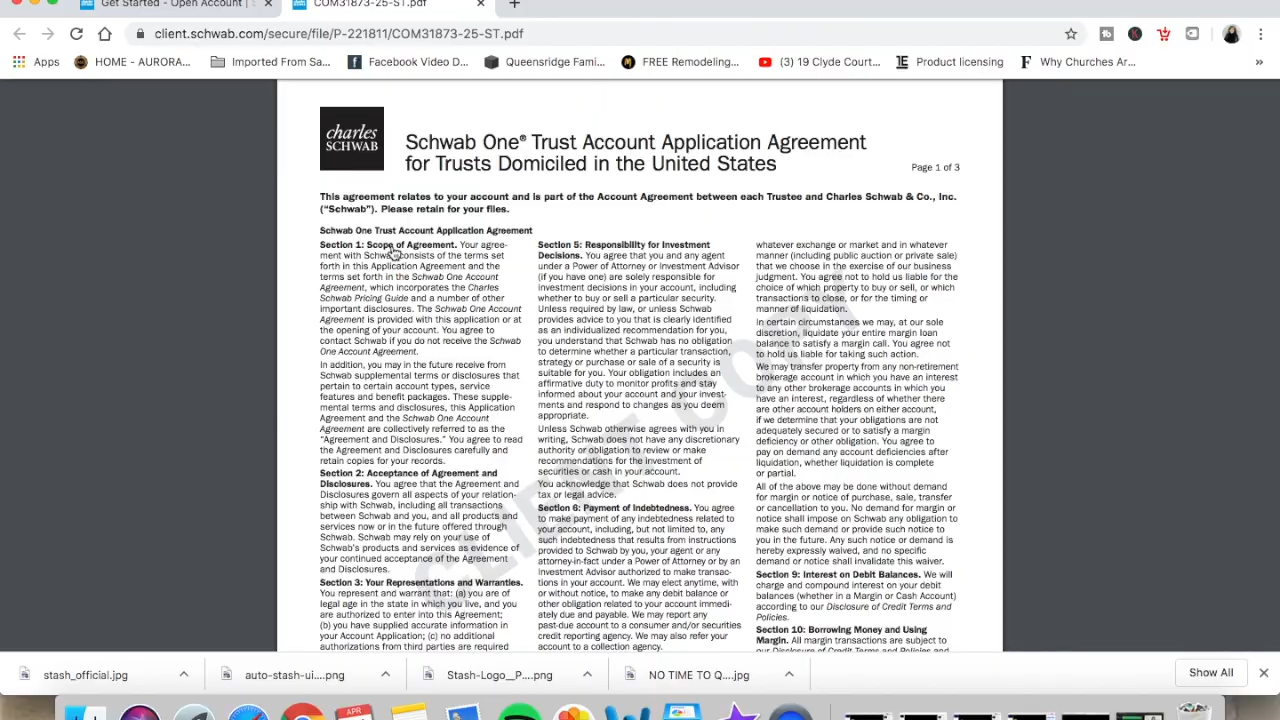 Get Started - Open Account |
COM31873-25-ST.pdf
client.schwab.com/secure/file/P-221811/COM31873-25-ST.pdf
Apps
HOME - AURORA...
Imported From Sa...
Facebook Video D...
Queensridge Fami...
FREE Remodeling...
(3) 19 Clyde Court...
Product licensing
Why Churches Ar...
»
charles
SCHWAB
Schwab One® Trust Account Application Agreement
for Trusts Domiciled in the United States
Page 1 of 3
This agreement relates to your account and is part of the Account Agreement between each Trustee and Charles Schwab & Co., Inc.
("Schwab"). Please retain for your files.
Schwab One Trust Account Application Agreement
Section 1: Scope of Agreement. Your agree-
ment with Schwab consists of the terms set
forth in this Application Agreement and the
terms set forth in the Schwab One Account
Agreement, which incorporates the Charles
Schwab Pricing Guide and a number of other
important disclosures. The Schwab One Account
Agreement is provided with this application or at
the opening of your account. You agree to
contact Schwab if you do not receive the Schwab
One Account Agreement.
In addition, you may in the future receive from
Schwab supplemental terms or disclosures that
pertain to certain account types, service
features and benefit packages. These supple-
mental terms and disclosures, this Application
Agreement and the Schwab One Account
Agreement are collectively referred to as the
"Agreement and Disclosures." You agree to read
the Agreement and Disclosures carefully and
retain copies for your records.
Section 2: Acceptance of Agreement and
Disclosures. You agree that the Agreement and
Disclosures govern all aspects of your relation-
ship with Schwab, including all transactions
between Schwab and you, and all products and
services now or in the future offered through
Schwab. Schwab may rely on your use of
Schwab's products and services as evidence of
your continued acceptance of the Agreement
and Disclosures.
Section 3: Your Representations and Warranties.
You represent and warrant that: (a) you are of
legal age in the state in which you live, and you
are authorized to enter into this Agreement;
(b) you have supplied accurate information in
your Account Application; (c) no additional
authorizations from third parties are required
Section 5: Responsibility for Investment
Decisions. You agree that you and any agent
under a Power of Attorney or Investment Advisor
(if you have one) are solely responsible for
investment decisions in your account, including
whether to buy or sell a particular security.
Unless required by law, or unless Schwab
provides advice to you that is clearly identified
as an individualized recommendation for you,
you understand that Schwab has no obligation
to determine whether a particular transaction,
strategy or purchase or sale of a security is
suitable for you. Your obligation includes an
affirmative duty to monitor profits and stay
informed about your account and your invest-
ments and respond to changes as you deem
appropriate.
Unless Schwab otherwise agrees with you in
writing, Schwab does not have any discretionary
authority or obligation to review or make
recommendations for the investment of
securities or cash in your account.
You acknowledge that Schwab does not provide
tax or legal advice.
Section 6: Payment of Indebtedness. You agree
to make payment of any indebtedness related to
your account, including, but not limited to, any
such indebtedness that results from instructions
provided to Schwab by you, your agent or any
attorney-in-fact under a Power of Attorney or by an
Investment Advisor authorized to make transac-
tions in your account. We may elect anytime, with
or without notice, to make any debit balance or
other obligation related to your account immedi-
ately due and payable. We may report any
past-due account to a consumer and/or securities
credit reporting agency. We may also refer your
account to a collection agency.
whatever exchange or market and in whatever
manner (including public auction or private sale)
that we choose in the exercise of our business
judgment. You agree not to hold us liable for the
choice of which property to buy or sell, or which
transactions to close, or for the timing or
manner of liquidation.
In certain circumstances we may, at our sole
discretion, liquidate your entire margin loan
balance to satisfy a margin call. You agree not
to hold us liable for taking such action.
We may transfer property from any non-retirement
brokerage account in which you have an interest
to any other brokerage accounts in which you
have an interest, regardless of whether there
are other account holders on either account,
if we determine that your obligations are not
adequately secured or to satisfy a margin
deficiency or other obligation. You agree to
pay on demand any account deficiencies after
liquidation, whether liquidation is complete
or partial.
All of the above may be done without demand
for margin or notice of purchase, sale, transfer
or cancellation to you. No demand for margin or
notice shall impose on Schwab any obligation to
make such demand or provide such notice to
you in the future. Any such notice or demand is
hereby expressly waived, and no specific
demand or notice shall invalidate this waiver.
Section 9: Interest on Debit Balances. We will
charge and compound interest on your debit
balances (whether in a Margin or Cash Account)
according to our Disclosure of Credit Terms and
Policies.
Section 10: Borrowing Money and Using
Margin. All margin transactions are subject to
our Disclosure of Credit Terms and Policies and
CLIENT COPY
stash_official.jpg
auto-stash-ui....png
Stash-Logo__P....png
NO TIME TO Q....jpg
Show All
APR